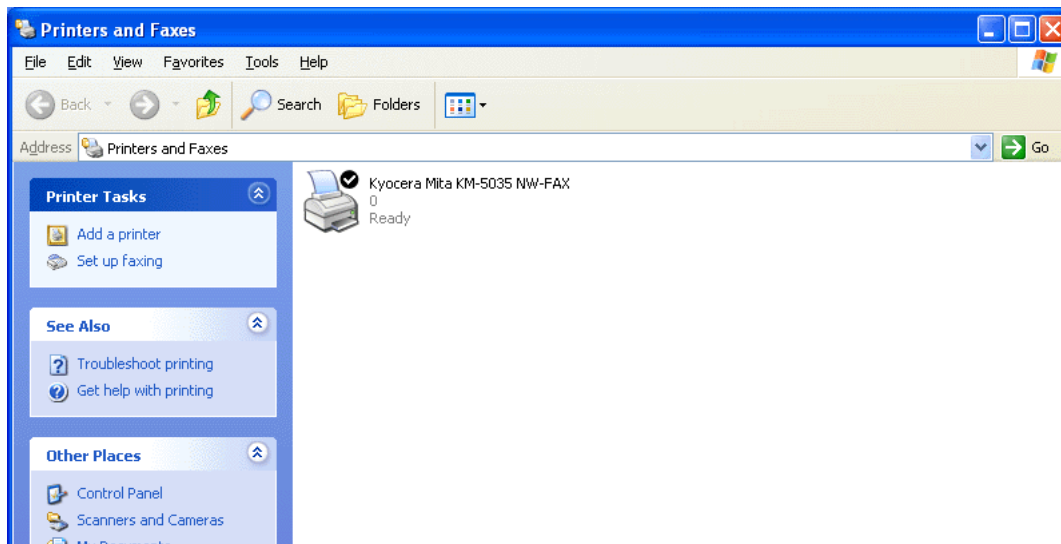 Printers and Faxes
File Edit View Favorites Tools Help
Back Search Folders
Address Printers and Faxes Go
Printer Tasks
Add a printer
Set up faxing
See Also
Troubleshoot printing
Get help with printing
Other Places
Control Panel
Scanners and Cameras
My Documents
Kyocera Mita KM-5035 NW-FAX
0
Ready